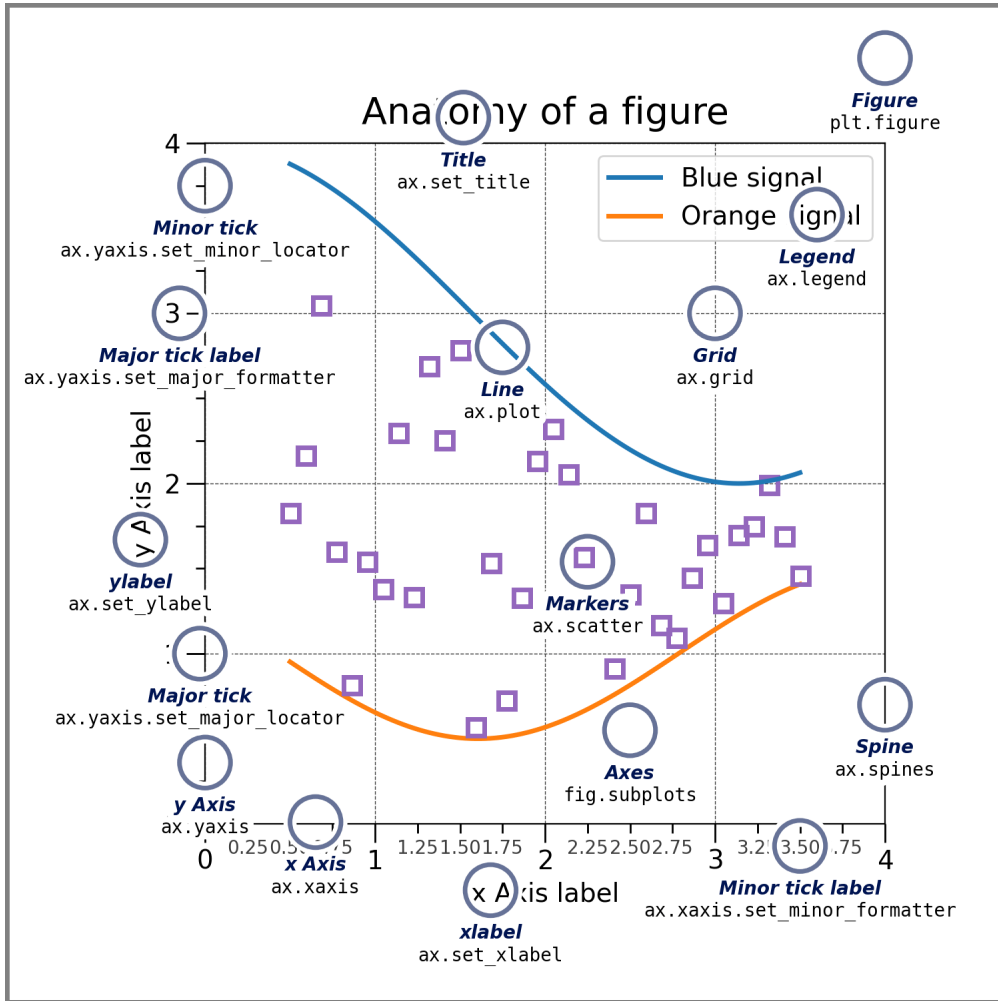 Figure
plt.figure
Anatomy of a figure
Title
ax.set_title
4
Blue signal
Orange signal
Legend
ax.legend
Minor tick
ax.yaxis.set_minor_locator
3
Major tick label
ax.yaxis.set_major_formatter
Grid
ax.grid
Line
ax.plot
y Axis label
2
ylabel
ax.set_ylabel
Markers
ax.scatter
Major tick
ax.yaxis.set_major_locator
Spine
ax.spines
Axes
fig.subplots
y Axis
ax.yaxis
0 0.25 1 1.25 1.50 1.75 2 2.25 2.50 2.75 3 3.50 4
x Axis
ax.xaxis
x Axis label
Minor tick label
ax.xaxis.set_minor_formatter
xlabel
ax.set_xlabel